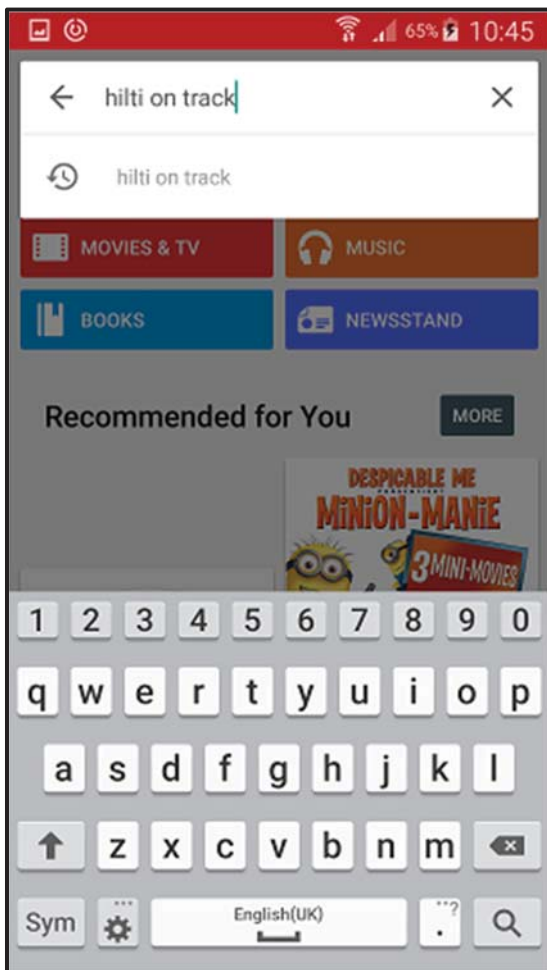 65% 10:45
hilti on track
hilti on track
MOVIES & TV
MUSIC
BOOKS
NEWSSTAND
Recommended for You
MORE
DESPICABLE ME
PRÄSENTIERT
MINION-MANIE
3 MINI-MOVIES
1 2 3 4 5 6 7 8 9 0
q w e r t y u i o p
a s d f g h j k l
z x c v b n m
Sym English(UK) . ...?